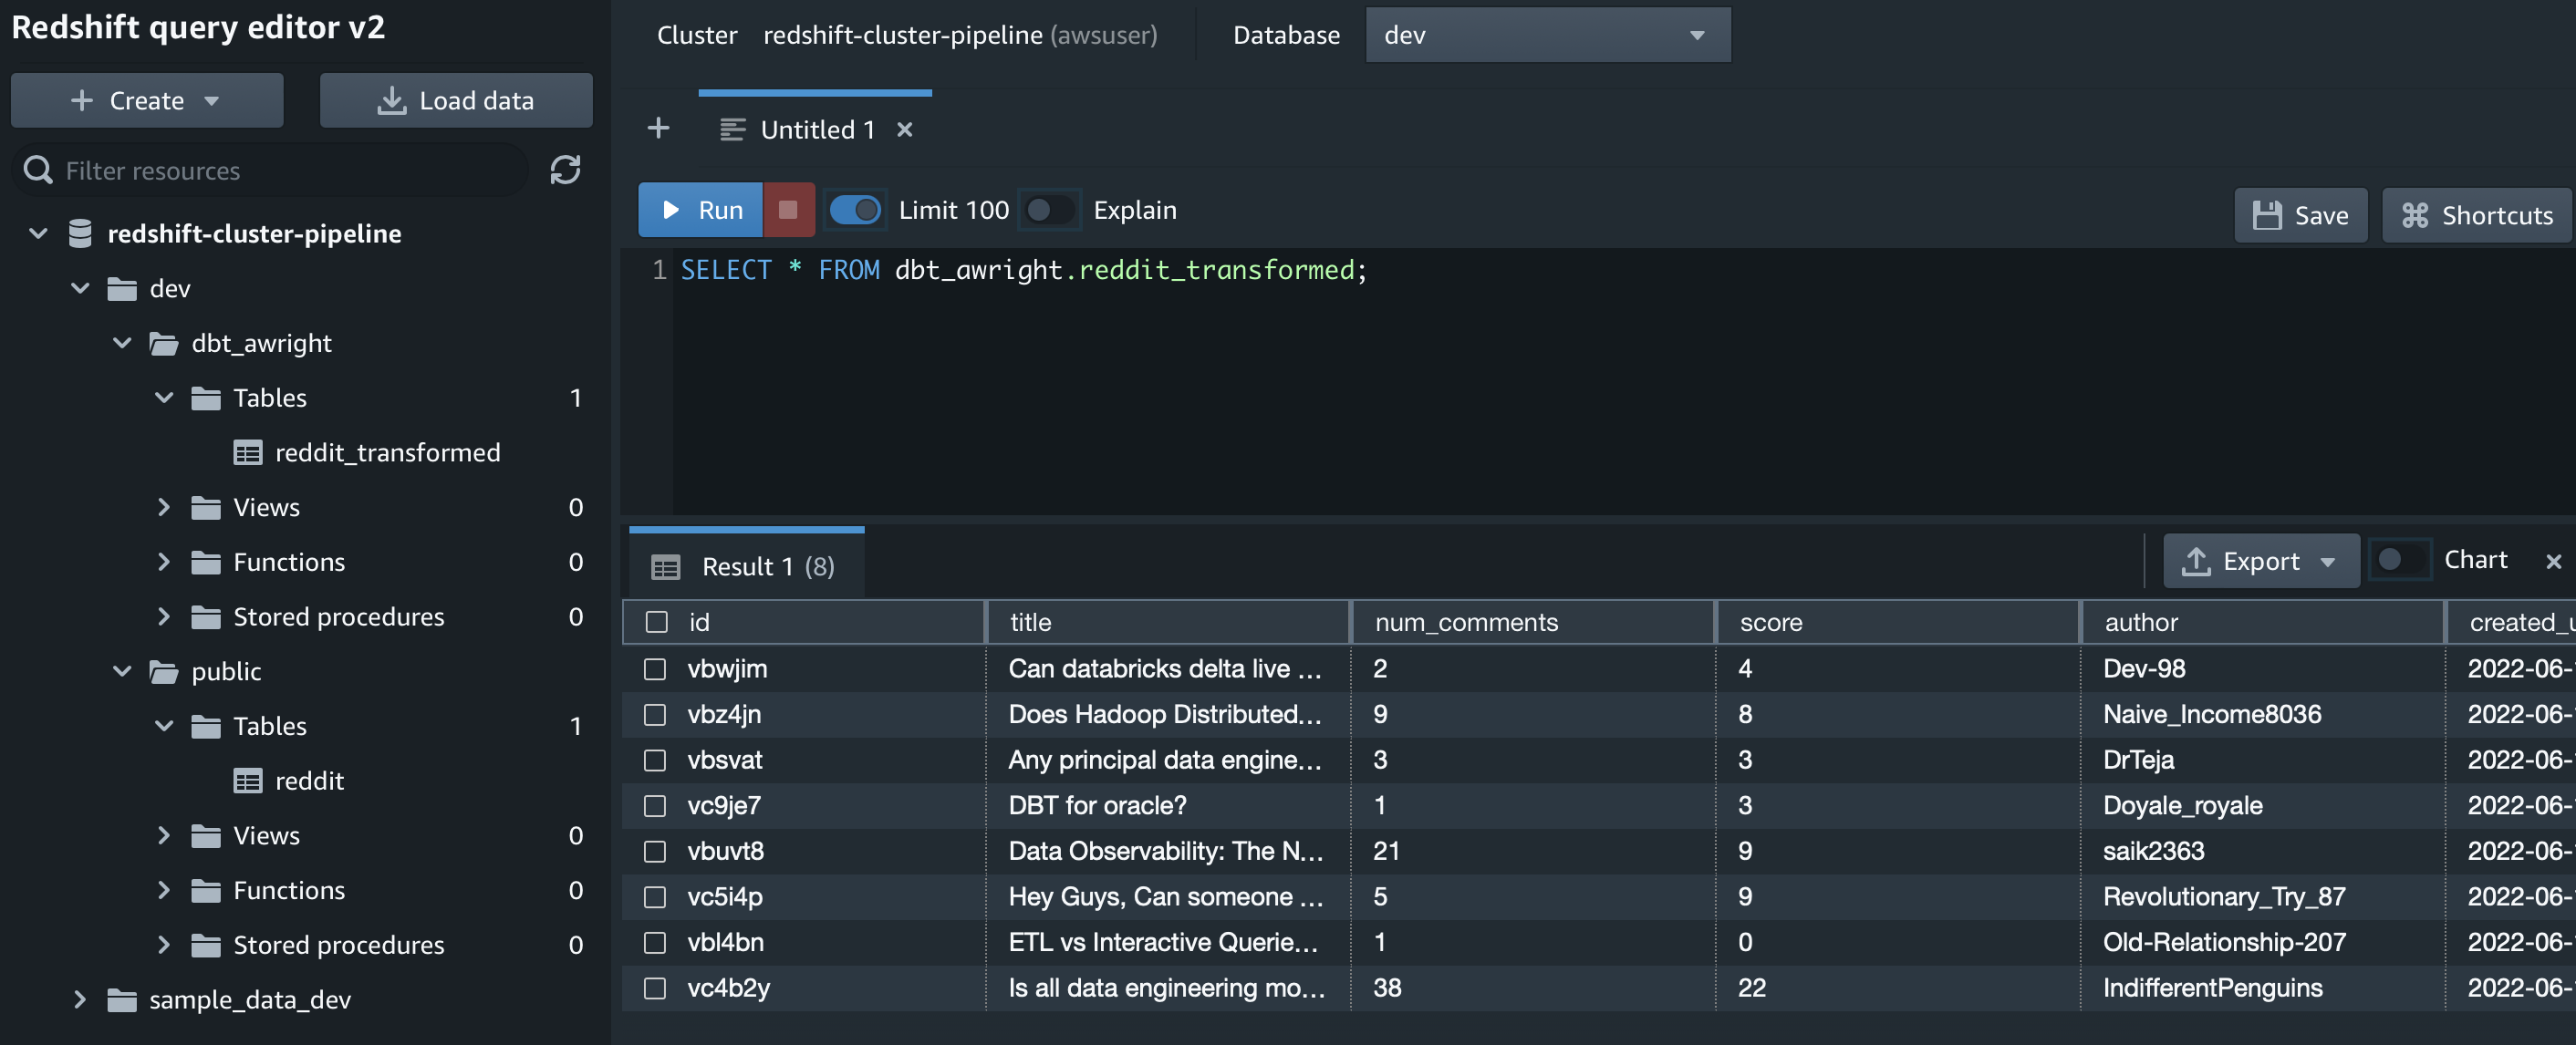 Redshift query editor v2
Create
Load data
Filter resources
redshift-cluster-pipeline
dev
dbt_awright
Tables 1
reddit_transformed
Views 0
Functions 0
Stored procedures 0
public
Tables 1
reddit
Views 0
Functions 0
Stored procedures 0
sample_data_dev
Cluster redshift-cluster-pipeline (awsuser) Database dev
Untitled 1
Run Limit 100 Explain Save Shortcuts
1 SELECT * FROM dbt_awright.reddit_transformed;
Result 1 (8) Export Chart
id title num_comments score author created_u
vbwjim Can databricks delta live ... 2 4 Dev-98 2022-06-
vbz4jn Does Hadoop Distributed... 9 8 Naive_Income8036 2022-06-
vbsvat Any principal data engine... 3 3 DrTeja 2022-06-
vc9je7 DBT for oracle? 1 3 Doyale_royale 2022-06-
vbuvt8 Data Observability: The N... 21 9 saik2363 2022-06-
vc5i4p Hey Guys, Can someone ... 5 9 Revolutionary_Try_87 2022-06-
vbl4bn ETL vs Interactive Querie... 1 0 Old-Relationship-207 2022-06-
vc4b2y Is all data engineering mo... 38 22 IndifferentPenguins 2022-06-